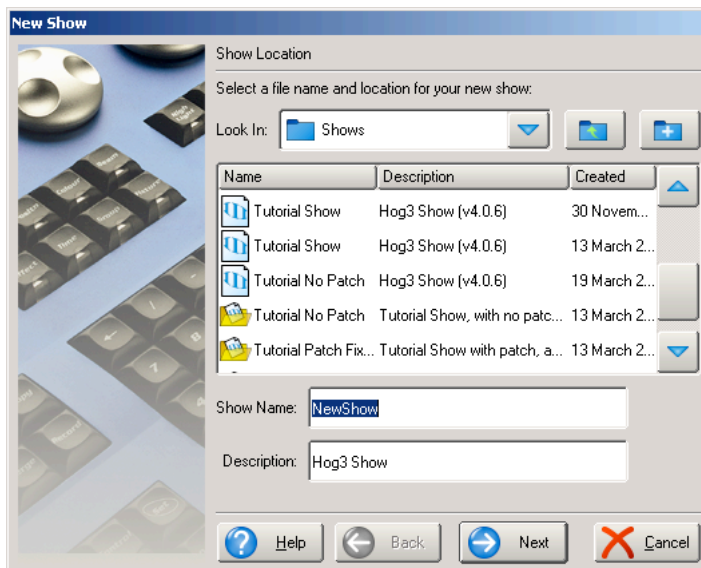 New Show
Show Location
Select a file name and location for your new show:
Look In: Shows
Name Description Created
Tutorial Show Hog3 Show (v4.0.6) 30 Novem...
Tutorial Show Hog3 Show (v4.0.6) 13 March 2...
Tutorial No Patch Hog3 Show (v4.0.6) 19 March 2...
Tutorial No Patch Tutorial Show, with no patc... 13 March 2...
Tutorial Patch Fix... Tutorial Show with patch, a... 13 March 2...
Show Name: NewShow
Description: Hog3 Show
Help Back Next Cancel